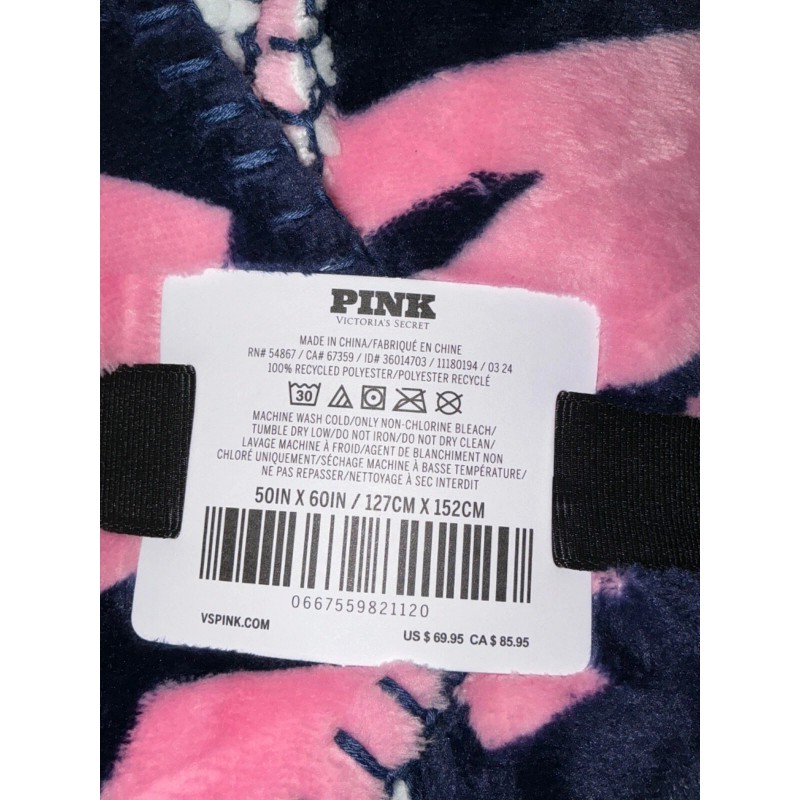 PINK
VICTORIA'S SECRET
MADE IN CHINA/FABRIQUÉ EN CHINE
RN# 54867 / CA# 67359 / ID# 36014703 / 11180194 / 03 24
100% RECYCLED POLYESTER/POLYESTER RECYCLÉ
30
MACHINE WASH COLD/ONLY NON-CHLORINE BLEACH/
TUMBLE DRY LOW/DO NOT IRON/DO NOT DRY CLEAN/
LAVAGE MACHINE À FROID/AGENT DE BLANCHIMENT NON
CHLORÉ UNIQUEMENT/SÉCHAGE MACHINE À BASSE TEMPÉRATURE/
NE PAS REPASSER/NETTOYAGE À SEC INTERDIT
50IN X 60IN / 127CM X 152CM
0667559821120
VSPINK.COM
US $ 69.95 CA $ 85.95